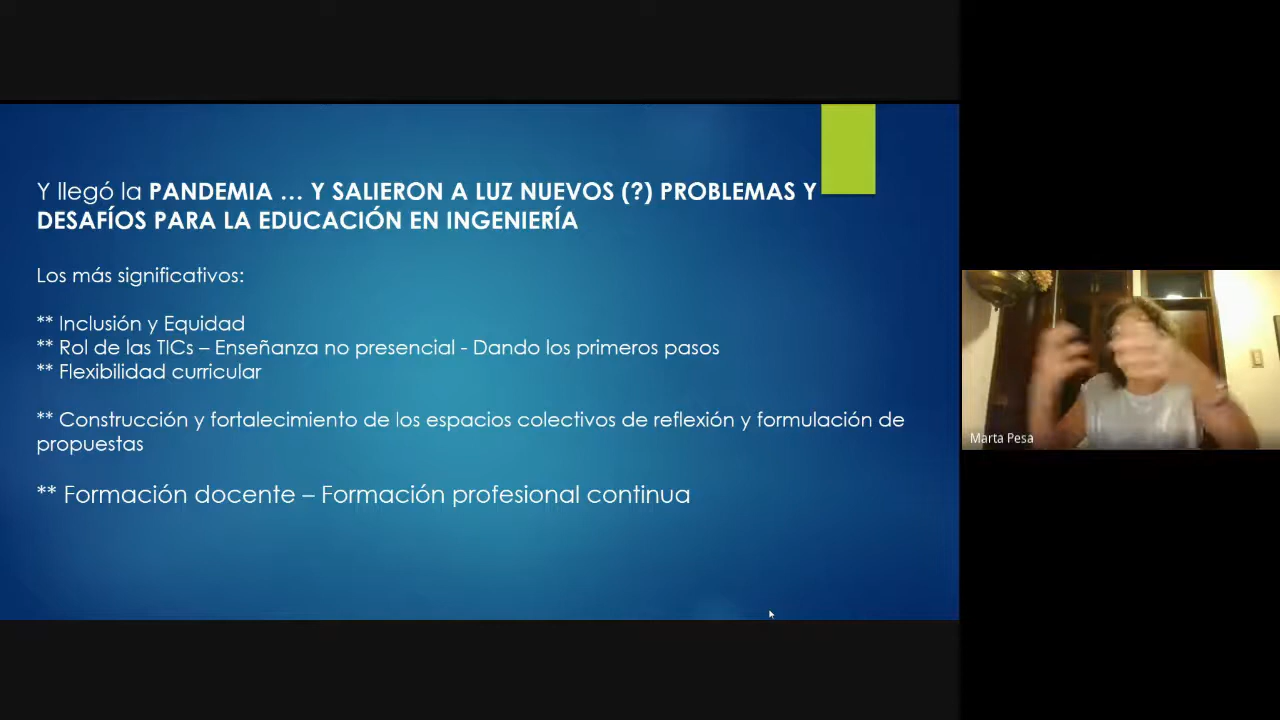 Y llegó la PANDEMIA … Y SALIERON A LUZ NUEVOS (?) PROBLEMAS Y
DESAFÍOS PARA LA EDUCACIÓN EN INGENIERÍA
Los más significativos:
** Inclusión y Equidad
** Rol de las TICs – Enseñanza no presencial - Dando los primeros pasos
** Flexibilidad curricular
** Construcción y fortalecimiento de los espacios colectivos de reflexión y formulación de
propuestas
** Formación docente – Formación profesional continua
Marta Pesa